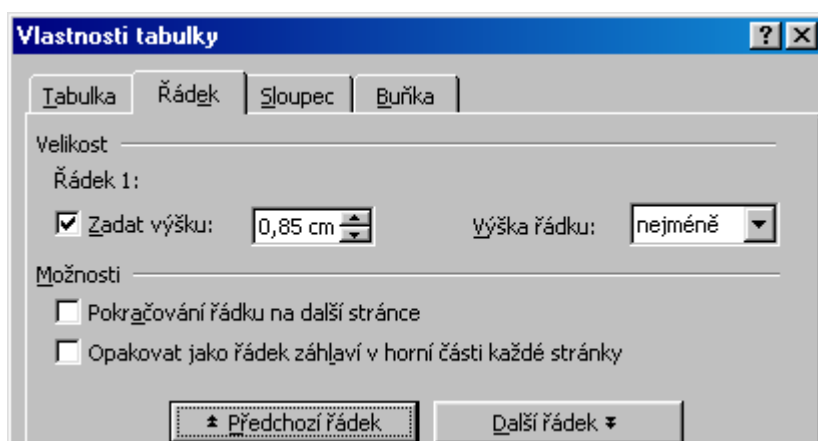 Vlastnosti tabulky
Tabulka Řádek Sloupec Buňka
Velikost
Řádek 1:
Zadat výšku: 0,85 cm Výška řádku: nejméně
Možnosti
Pokračování řádku na další stránce
Opakovat jako řádek záhlaví v horní části každé stránky
Předchozí řádek Další řádek